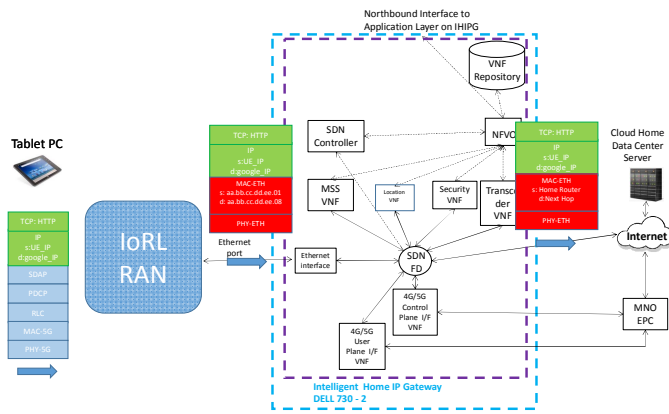 Northbound Interface to
Application Layer on IHIPG
VNF
Repository
TCP: HTTP
IP
s:UE_IP
d:google_ip
MAC-ETH
s: aa.bb.cc.dd.ee.01
d: aa.bb.cc.dd.ee.08
PHY-ETH
SDN
Controller
NFVO
TCP: HTTP
IP
s:UE_IP
d:google_ip
MAC-ETH
s: Home Router
d:Next Hop
PHY-ETH
Cloud Home
Data Center
Server
Tablet PC
MSS
VNF
Location
VNF
Security
VNF
Transco
der VNF
TCP: HTTP
IP
s:UE_IP
d:google_ip
SDAP
PDCP
RLC
MAC-5G
PHY-5G
IoRL
RAN
Ethernet
port
Ethernet
interface
SDN
FD
Internet
4G/5G
Control
Plane I/F
VNF
4G/5G
User
Plane I/F
VNF
MNO
EPC
Intelligent Home IP Gateway
DELL 730 - 2